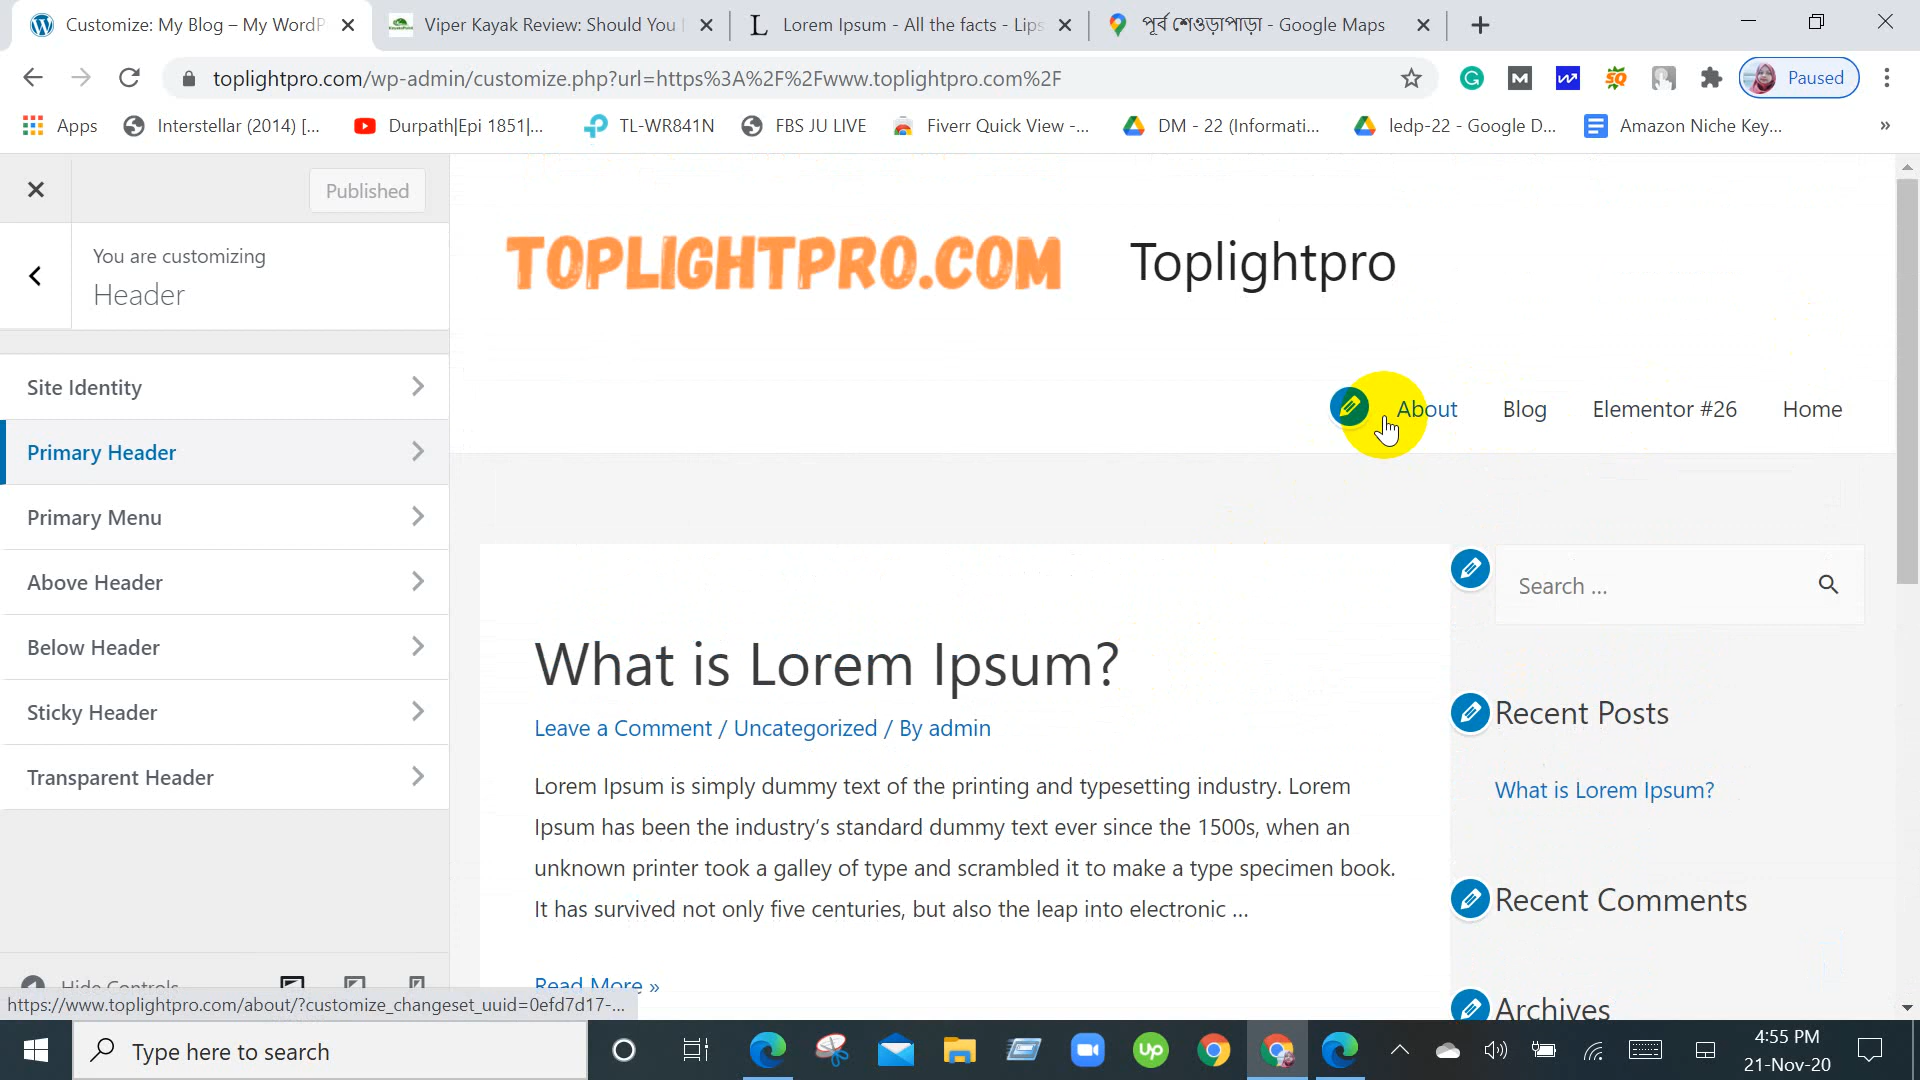 Customize: My Blog – My WordP
Viper Kayak Review: Should You
Lorem Ipsum - All the facts - Lips
পূর্ব শেওড়াপাড়া - Google Maps
toplightpro.com/wp-admin/customize.php?url=https%3A%2F%2Fwww.toplightpro.com%2F
Paused
Apps
Interstellar (2014) [...
Durpath|Epi 1851|...
TL-WR841N
FBS JU LIVE
Fiverr Quick View -...
DM - 22 (Informati...
ledp-22 - Google D...
Amazon Niche Key...
»
Published
You are customizing
Header
Site Identity
Primary Header
Primary Menu
Above Header
Below Header
Sticky Header
Transparent Header
Hide Controls
TOPLIGHTPRO.COM
Toplightpro
About
Blog
Elementor #26
Home
What is Lorem Ipsum?
Leave a Comment / Uncategorized / By admin
Lorem Ipsum is simply dummy text of the printing and typesetting industry. Lorem
Ipsum has been the industry’s standard dummy text ever since the 1500s, when an
unknown printer took a galley of type and scrambled it to make a type specimen book.
It has survived not only five centuries, but also the leap into electronic …
Read More »
Search ...
Recent Posts
What is Lorem Ipsum?
Recent Comments
Archives
https://www.toplightpro.com/about/?customize_changeset_uuid=0efd7d17-...
Type here to search
Up
4:55 PM
21-Nov-20